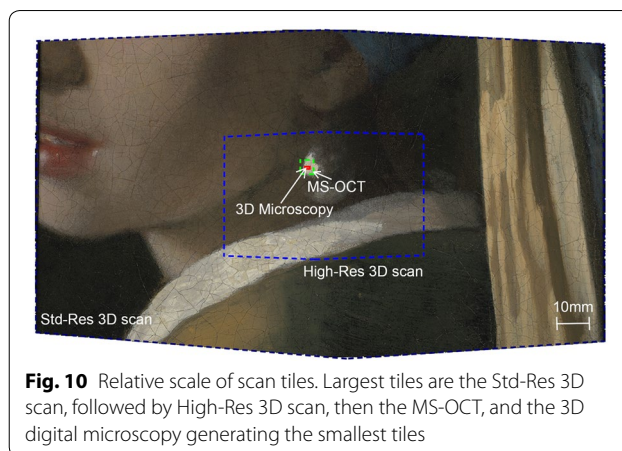 MS-OCT
3D Microscopy
High-Res 3D scan
Std-Res 3D scan
10mm
Fig. 10 Relative scale of scan tiles. Largest tiles are the Std-Res 3D
scan, followed by High-Res 3D scan, then the MS-OCT, and the 3D
digital microscopy generating the smallest tiles